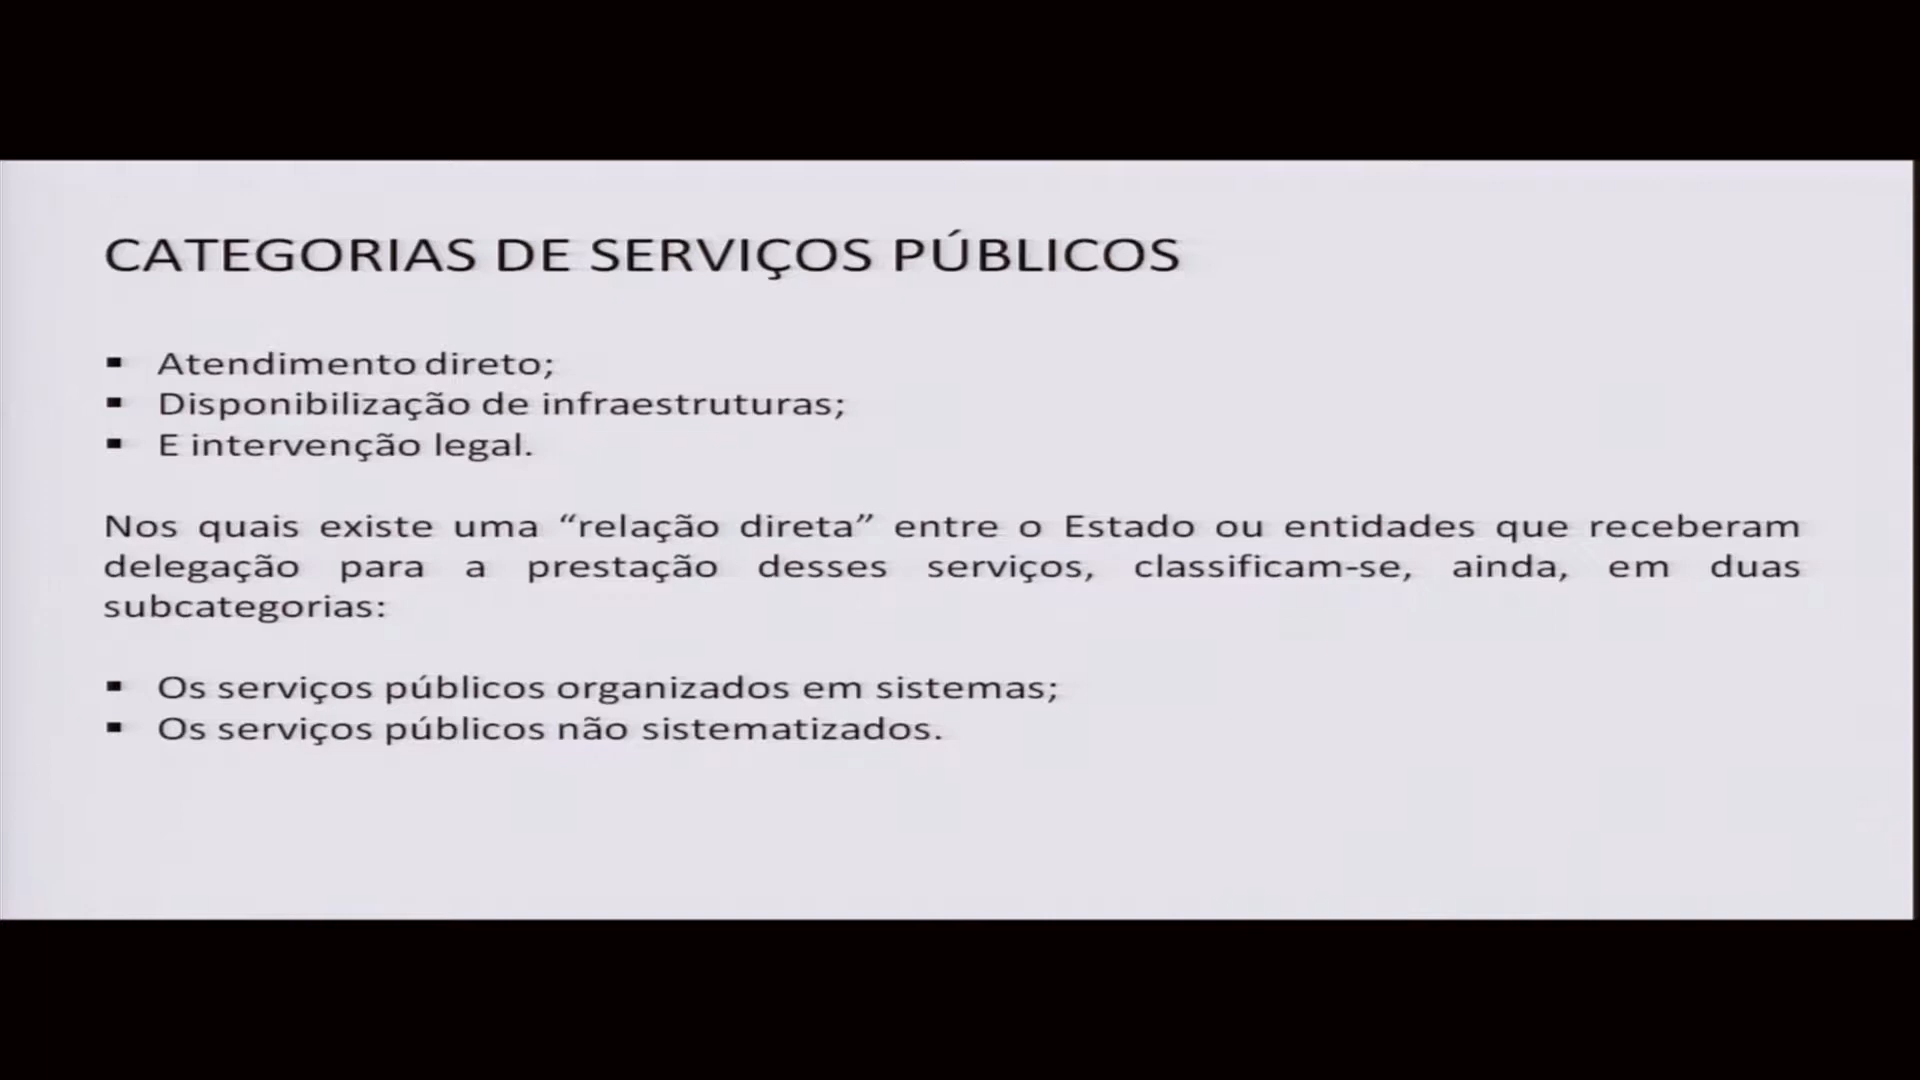 CATEGORIAS DE SERVIÇOS PÚBLICOS
▪ Atendimento direto;
▪ Disponibilização de infraestruturas;
▪ E intervenção legal.
Nos quais existe uma “relação direta” entre o Estado ou entidades que receberam
delegação para a prestação desses serviços, classificam-se, ainda, em duas
subcategorias:
▪ Os serviços públicos organizados em sistemas;
▪ Os serviços públicos não sistematizados.